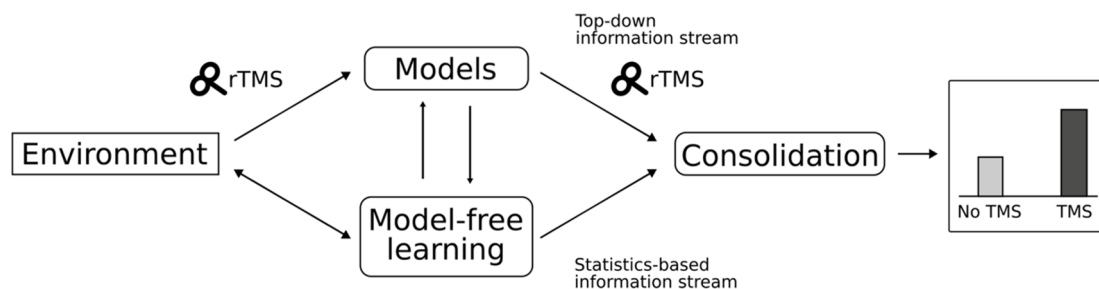 Top-down
information stream
rTMS
Models
rTMS
Environment
Consolidation
No TMS
TMS
Model-free
learning
Statistics-based
information stream